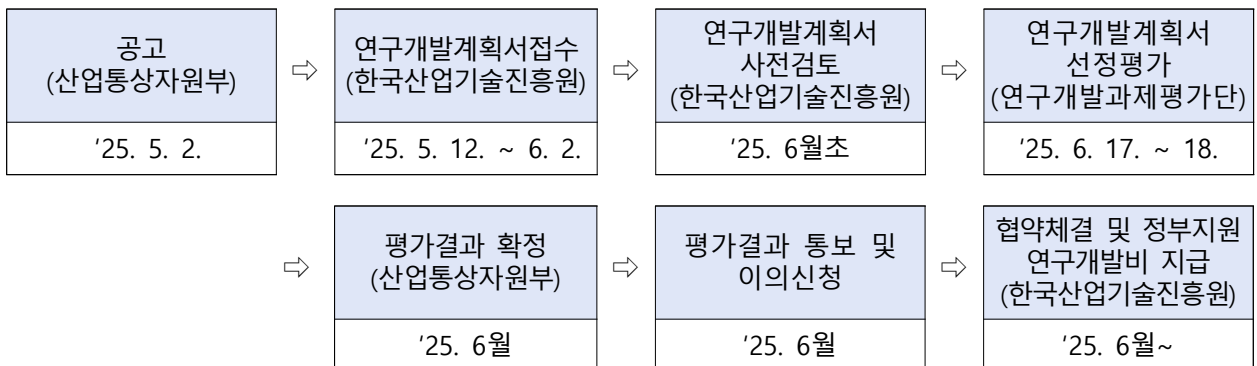 공고
(산업통상자원부)
'25. 5. 2.
⇨
연구개발계획서접수
(한국산업기술진흥원)
'25. 5. 12. ~ 6. 2.
⇨
연구개발계획서
사전검토
(한국산업기술진흥원)
'25. 6월초
⇨
연구개발계획서
선정평가
(연구개발과제평가단)
'25. 6. 17. ~ 18.
⇨
평가결과 확정
(산업통상자원부)
'25. 6월
⇨
평가결과 통보 및
이의신청
'25. 6월
⇨
협약체결 및 정부지원
연구개발비 지급
(한국산업기술진흥원)
'25. 6월~